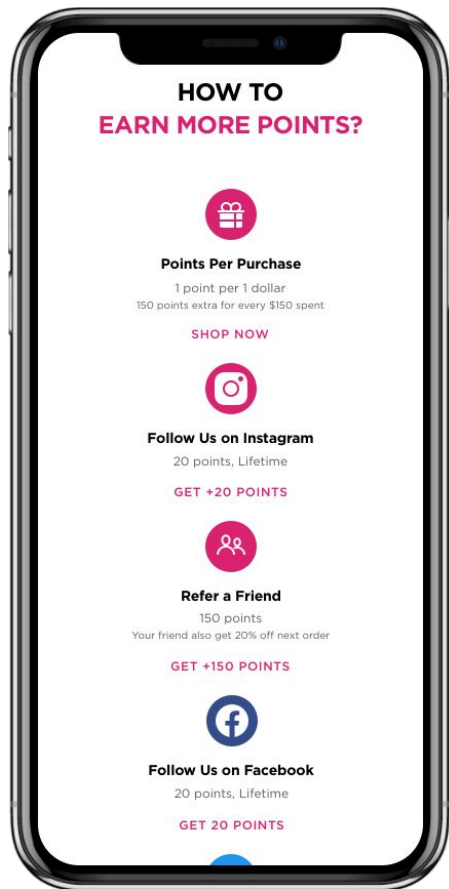 HOW TO
EARN MORE POINTS?
Points Per Purchase
1 point per 1 dollar
150 points extra for every $150 spent
SHOP NOW
Follow Us on Instagram
20 points, Lifetime
GET +20 POINTS
Refer a Friend
150 points
Your friend also get 20% off next order
GET +150 POINTS
Follow Us on Facebook
20 points, Lifetime
GET 20 POINTS